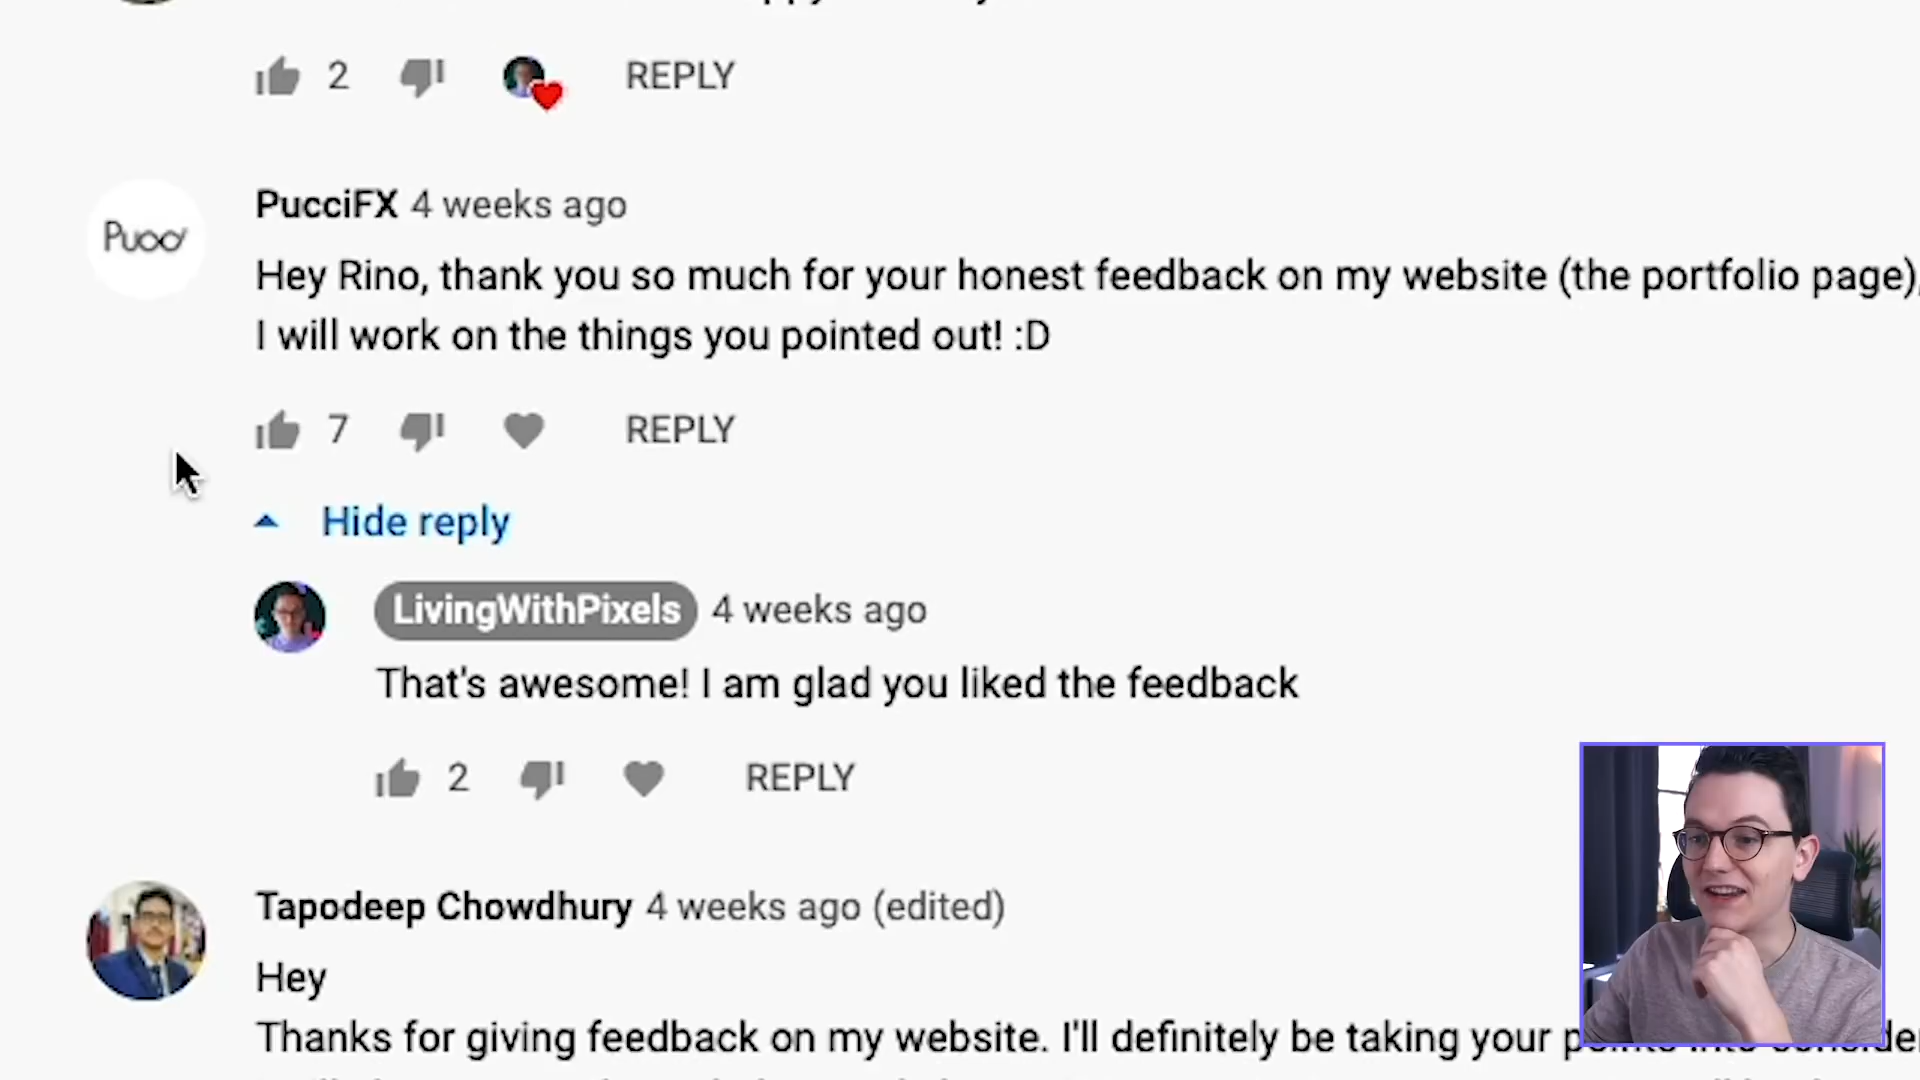 2 REPLY
Pucci
PucciFX 4 weeks ago
Hey Rino, thank you so much for your honest feedback on my website (the portfolio page),
I will work on the things you pointed out! :D
7 REPLY
Hide reply
LivingWithPixels 4 weeks ago
That's awesome! I am glad you liked the feedback
2 REPLY
Tapodeep Chowdhury 4 weeks ago (edited)
Hey
Thanks for giving feedback on my website. I'll definitely be taking your